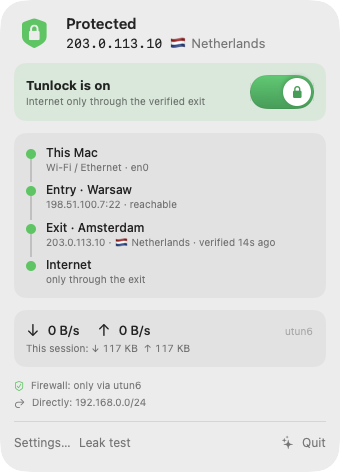 Protected
203.0.113.10 🇳🇱 Netherlands
Tunlock is on
Internet only through the verified exit
This Mac
Wi-Fi / Ethernet · en0
Entry · Warsaw
198.51.100.7:22 · reachable
Exit · Amsterdam
203.0.113.10 · 🇳🇱 Netherlands · verified 14s ago
Internet
only through the exit
↓ 0 B/s ↑ 0 B/s utun6
This session: ↓ 117 KB ↑ 117 KB
Firewall: only via utun6
Directly: 192.168.0.0/24
Settings... Leak test Quit